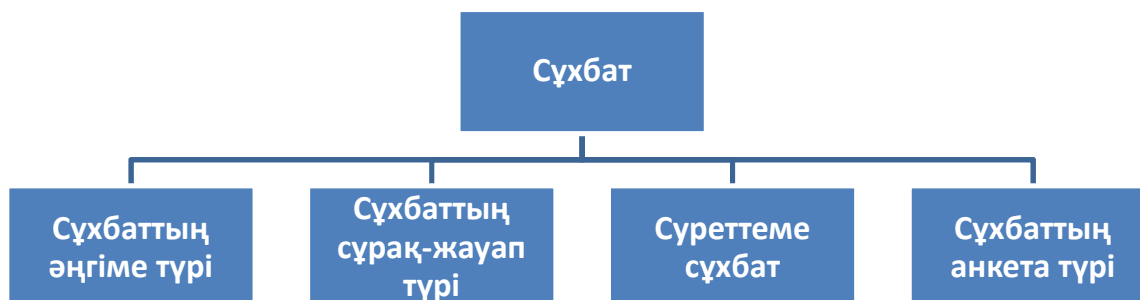 Сұхбат
Сұхбаттың
әңгіме түрі
Сұхбаттың
сұрақ-жауап
түрі
Суреттеме
сұхбат
Сұхбаттың
анкета түрі